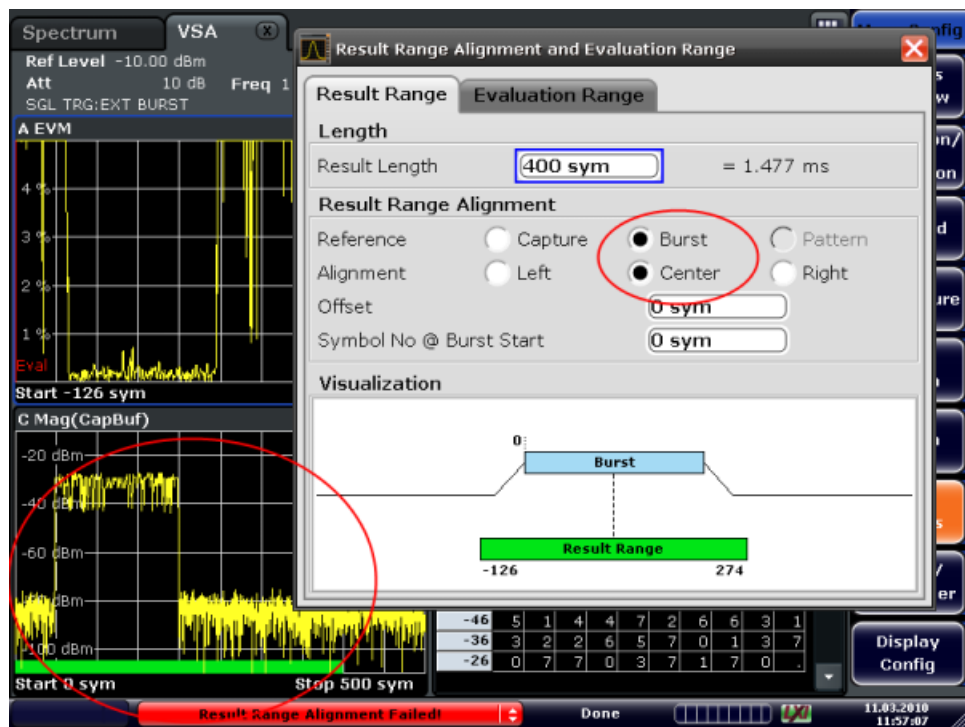 Spectrum VSA
Ref Level -10.00 dBm
Att 10 dB Freq 1
SGL TRG:EXT BURST
A EVM
4 %
3 %
2 %
1 %
Eval
Start -126 sym
C Mag(CapBuf)
-20 dBm
-40 dBm
-60 dBm
dBm
-100 dBm
Start 0 sym Stop 500 sym
Result Range Alignment and Evaluation Range
Result Range Evaluation Range
Length
Result Length 400 sym = 1.477 ms
Result Range Alignment
Reference Capture Burst Pattern
Alignment Left Center Right
Offset 0 sym
Symbol No @ Burst Start 0 sym
Visualization
0
Burst
Result Range
-126 274
-46 5 1 4 4 7 2 6 6 3 1
-36 3 2 2 6 5 7 0 1 3 7
-26 0 7 7 0 3 7 1 7 0 .
Display
Config
Result Range Alignment Failed!
Done
LXI
11.03.2010
11:57:07